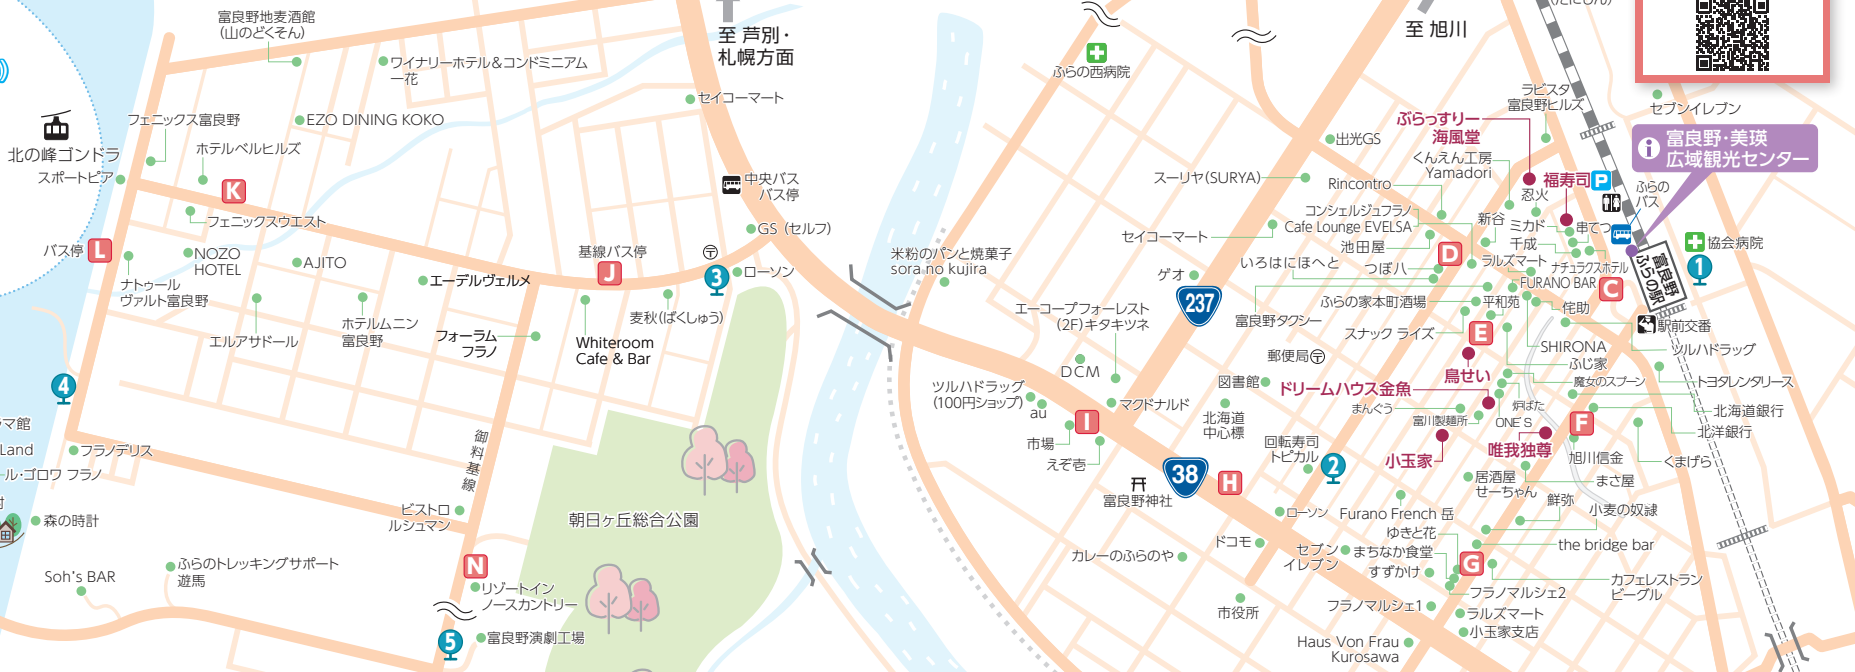 富良野地麦酒館
(山のどくそん)
ワイナリーホテル＆コンドミニアム
一花
至 芦別・
札幌方面
セイコーマート
フェニックス富良野
EZO DINING KOKO
北の峰ゴンドラ
ホテルベルヒルズ
スポートピア
K
フェニックスウエスト
中央バス
バス停
GS（セルフ）
バス停
L
NOZO
HOTEL
AJITO
基線バス停
J
〒
3
ローソン
エーデルヴェルメ
ナトゥール
ヴァルト富良野
エルアサドール
ホテルムニン
富良野
フォーラム
フラノ
Whiteroom
Cafe & Bar
麦秋(ばくしゅう)
4
マ館
Land
フラノデリス
ール・ゴロワ フラノ
村
森の時計
御料基線
ビストロ
ルシュマン
朝日ヶ丘総合公園
Soh's BAR
ふらのトレッキングサポート
遊馬
N
リゾートイン
ノースカントリー
5
富良野演劇工場
ふらの西病院
至 旭川
ラビスタ
富良野ヒルズ
セブンイレブン
i
富良野・美瑛
広域観光センター
ぶらっすりー
海風堂
出光GS
くんえん工房
Yamadori
スーリヤ(SURYA)
Rincontro
忍火
福寿司
P
ふらの
バス
コンシェルジュフラノ
Cafe Lounge EVELSA
新谷
ミカド
串てつ
セイコーマート
池田屋
D
千成
協会病院
1
いろはにほへと
つぼ八
ラルズマート
ナチュラクスホテル
FURANO BAR
C
富良野
ふらの駅
米粉のパンと焼菓子
sora no kujira
ゲオ
237
ふらの家本町酒場
平和苑
侘助
エーコープフォーレスト
(2F)キタキツネ
富良野タクシー
スナック ライズ
E
駅前交番
SHIRONA
ツルハドラッグ
郵便局〒
ふじ家
鳥せい
DCM
図書館
ドリームハウス金魚
魔女のスプーン
トヨタレンタリース
ツルハドラッグ
(100円ショップ)
au
マクドナルド
まんぐう
炉ばた
北海道銀行
北海道
中心標
富川製麺所
ONE'S
F
北洋銀行
I
市場
えぞ壱
回転寿司
トピカル
2
小玉家
唯我独尊
旭川信金
くまげら
38
H
富良野神社
居酒屋
せーちゃん
まさ屋
鮮弥
小麦の奴隷
ローソン
Furano French 岳
ゆきと花
ドコモ
セブン
イレブン
まちなか食堂
the bridge bar
カレーのふらのや
すずかけ
G
カフェレストラン
ビーグル
フラノマルシェ2
フラノマルシェ1
ラルズマート
市役所
小玉家支店
Haus Von Frau
Kurosawa